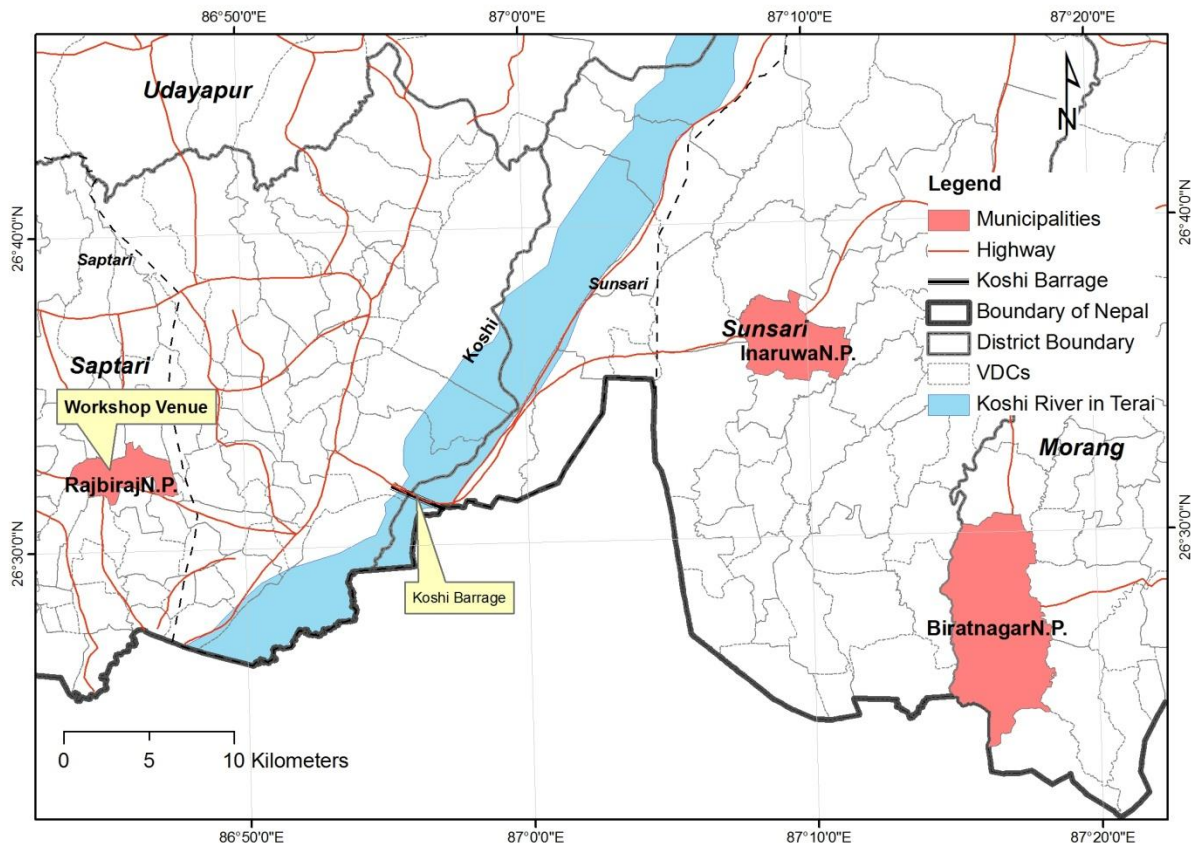 86°50'0"E
87°0'0"E
87°10'0"E
87°20'0"E
Udayapur
N
26°40'0"N
26°40'0"N
Legend
Municipalities
Highway
Koshi Barrage
Boundary of Nepal
District Boundary
VDCs
Koshi River in Terai
Saptari
Sunsari
Koshi
Sunsari
InaruwaN.P.
Saptari
Workshop Venue
RajbirajN.P.
Morang
26°30'0"N
26°30'0"N
Koshi Barrage
BiratnagarN.P.
0 5 10 Kilometers
86°50'0"E
87°0'0"E
87°10'0"E
87°20'0"E